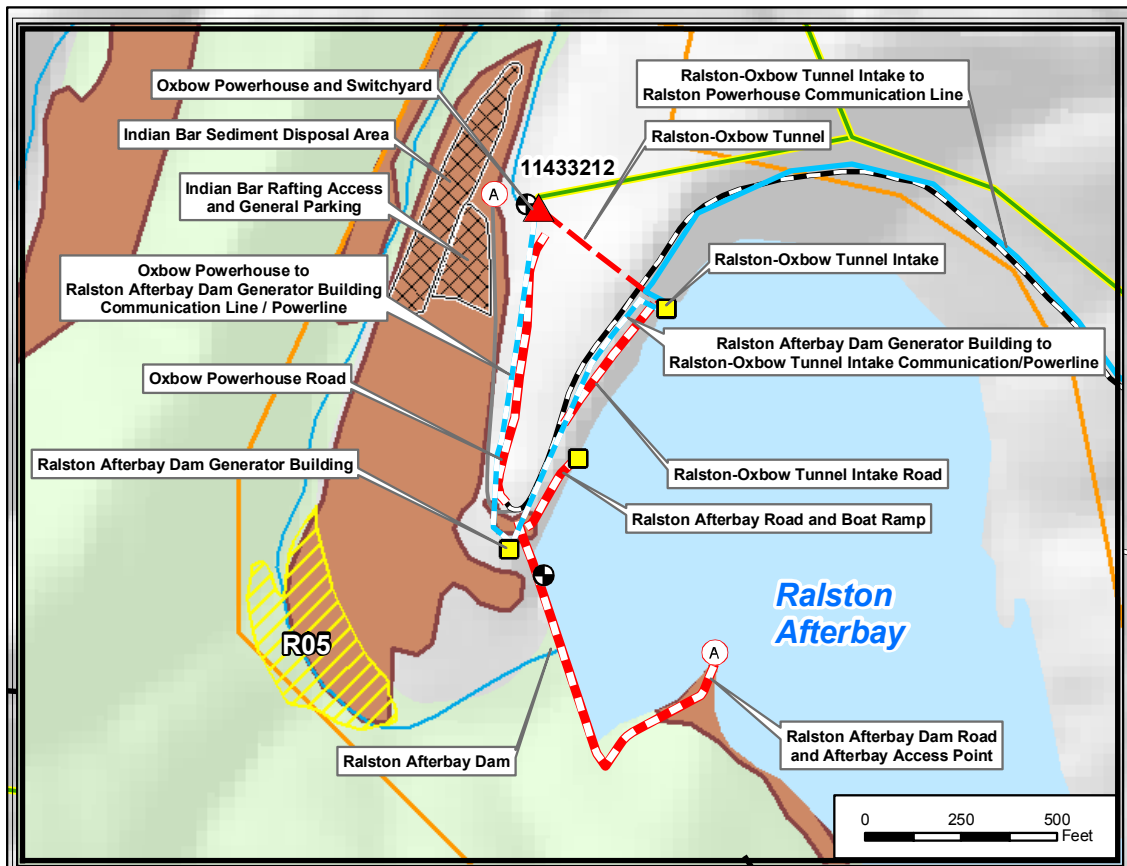 Oxbow Powerhouse and Switchyard
Ralston-Oxbow Tunnel Intake to
Ralston Powerhouse Communication Line
Indian Bar Sediment Disposal Area
Ralston-Oxbow Tunnel
11433212
Indian Bar Rafting Access
and General Parking
A
Oxbow Powerhouse to
Ralston Afterbay Dam Generator Building
Communication Line / Powerline
Ralston-Oxbow Tunnel Intake
Ralston Afterbay Dam Generator Building to
Ralston-Oxbow Tunnel Intake Communication/Powerline
Oxbow Powerhouse Road
Ralston Afterbay Dam Generator Building
Ralston-Oxbow Tunnel Intake Road
Ralston Afterbay Road and Boat Ramp
Ralston
Afterbay
R05
A
Ralston Afterbay Dam
Ralston Afterbay Dam Road
and Afterbay Access Point
0 250 500
Feet